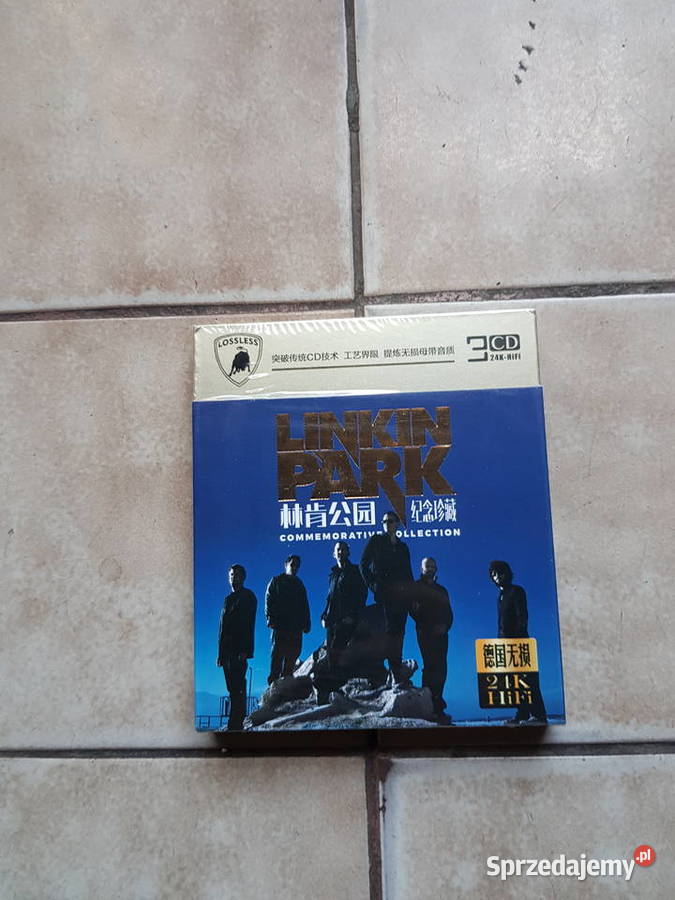 LOSSLESS
突破传统CD技术 工艺界限 提炼无损母带音质
3CD
24K-HiFi
LINKIN
PARK
林肯公园 纪念珍藏
COMMEMORATIVE COLLECTION
德国无损
24K
HiFi
Sprzedajemy.pl